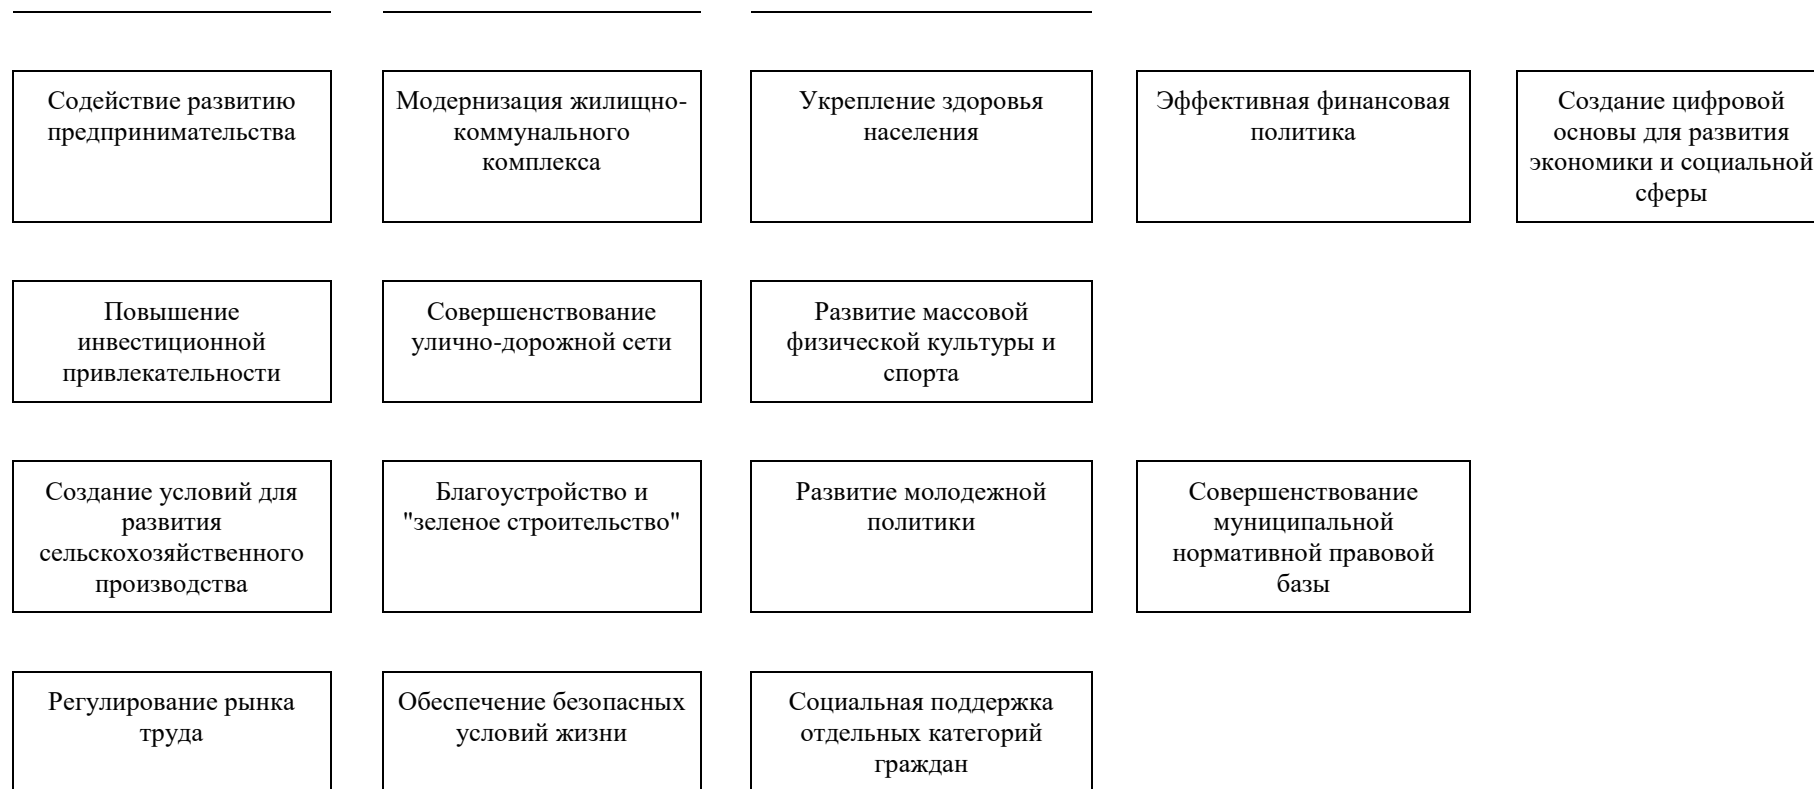 Содействие развитию
предпринимательства
Модернизация жилищно-
коммунального
комплекса
Укрепление здоровья
населения
Эффективная финансовая
политика
Создание цифровой
основы для развития
экономики и социальной
сферы
Повышение
инвестиционной
привлекательности
Совершенствование
улично-дорожной сети
Развитие массовой
физической культуры и
спорта
Создание условий для
развития
сельскохозяйственного
производства
Благоустройство и
"зеленое строительство"
Развитие молодежной
политики
Совершенствование
муниципальной
нормативной правовой
базы
Регулирование рынка
труда
Обеспечение безопасных
условий жизни
Социальная поддержка
отдельных категорий
граждан